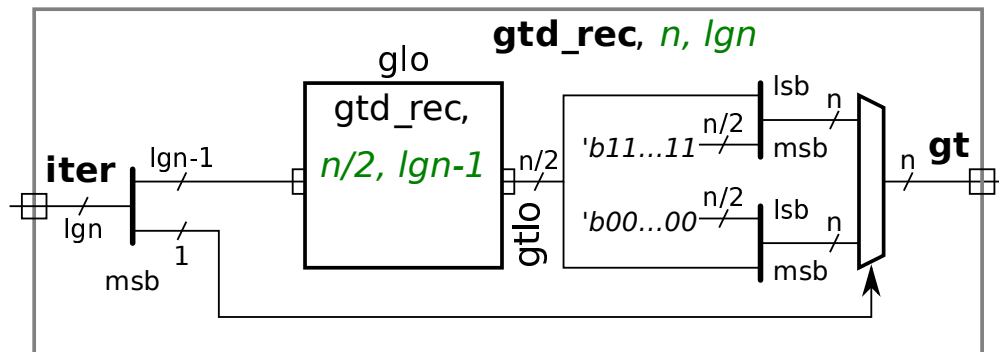 gtd_rec, n, lgn
glo
gtd_rec,
n/2, lgn-1
iter
lgn
lgn-1
1
msb
n/2
gtlo
'b11...11
n/2
lsb
msb
n
'b00...00
n/2
lsb
msb
n
n
gt